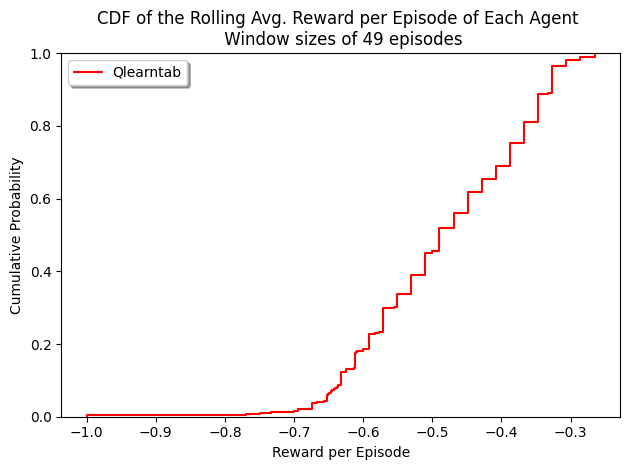 CDF of the Rolling Avg. Reward per Episode of Each Agent
Window sizes of 49 episodes
Qlearntab
Cumulative Probability
1.0
0.8
0.6
0.4
0.2
0.0
−1.0 −0.9 −0.8 −0.7 −0.6 −0.5 −0.4 −0.3
Reward per Episode